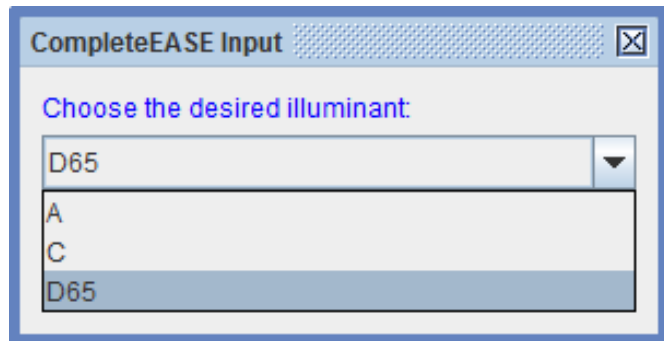 CompleteEASE Input
Choose the desired illuminant:
D65
A
C
D65